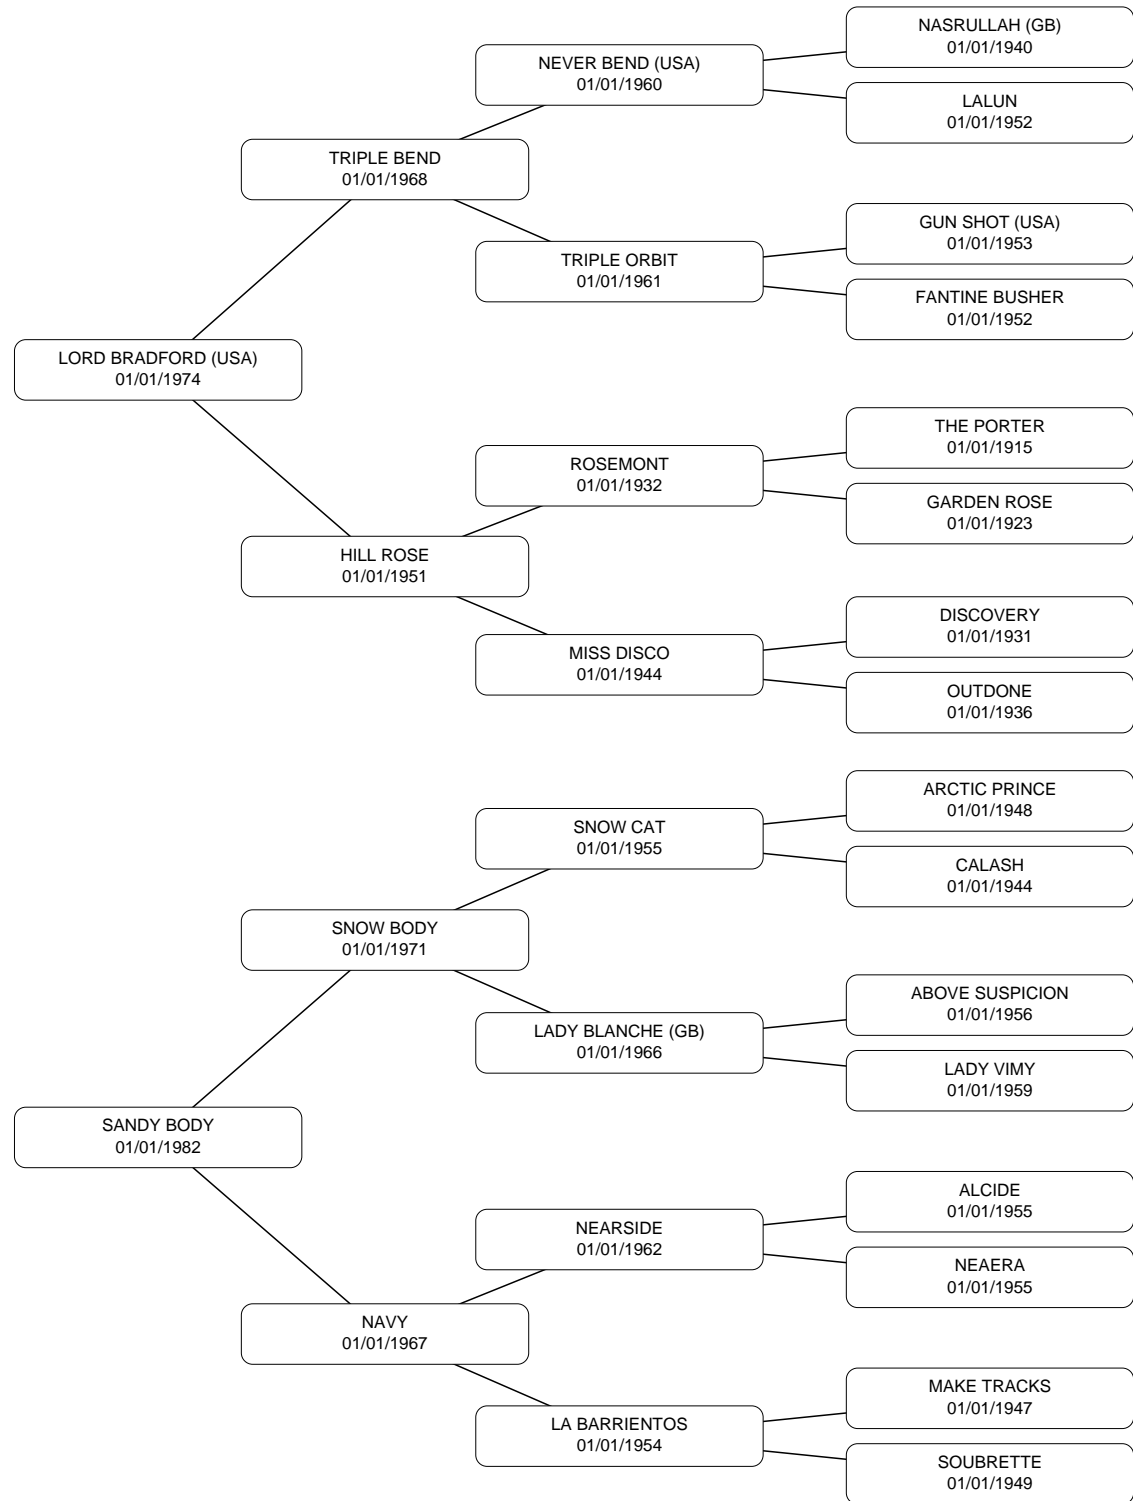 NASRULLAH (GB)
01/01/1940
NEVER BEND (USA)
01/01/1960
LALUN
01/01/1952
TRIPLE BEND
01/01/1968
GUN SHOT (USA)
01/01/1953
TRIPLE ORBIT
01/01/1961
FANTINE BUSHER
01/01/1952
LORD BRADFORD (USA)
01/01/1974
THE PORTER
01/01/1915
ROSEMONT
01/01/1932
GARDEN ROSE
01/01/1923
HILL ROSE
01/01/1951
DISCOVERY
01/01/1931
MISS DISCO
01/01/1944
OUTDONE
01/01/1936
ARCTIC PRINCE
01/01/1948
SNOW CAT
01/01/1955
CALASH
01/01/1944
SNOW BODY
01/01/1971
ABOVE SUSPICION
01/01/1956
LADY BLANCHE (GB)
01/01/1966
LADY VIMY
01/01/1959
SANDY BODY
01/01/1982
ALCIDE
01/01/1955
NEARSIDE
01/01/1962
NEAERA
01/01/1955
NAVY
01/01/1967
MAKE TRACKS
01/01/1947
LA BARRIENTOS
01/01/1954
SOUBRETTE
01/01/1949